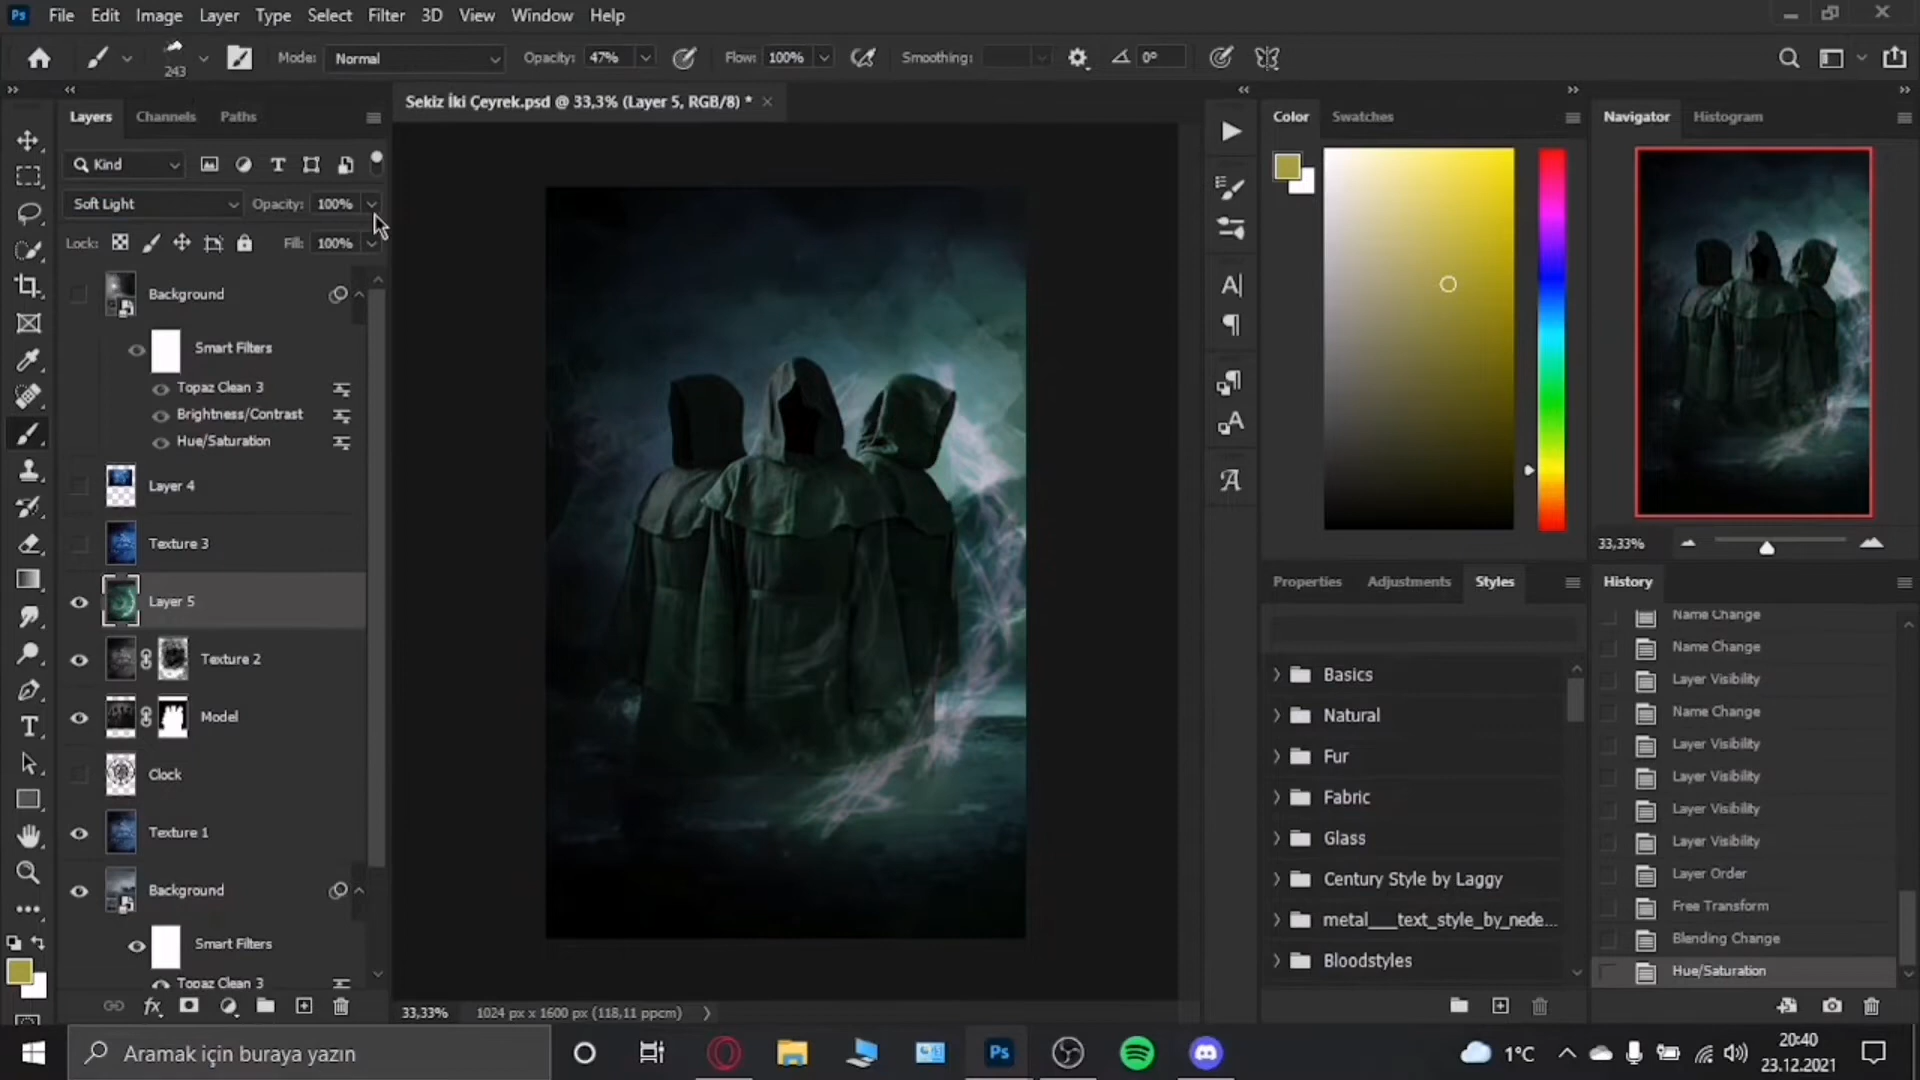 Ps File Edit Image Layer Type Select Filter 3D View Window Help
243 Mode: Normal Opacity: 47% Flow: 100% Smoothing: 0°
Layers Channels Paths
Kind
Soft Light Opacity: 100%
Lock: Fill: 100%
Background
Smart Filters
Topaz Clean 3
Brightness/Contrast
Hue/Saturation
Layer 4
Texture 3
Layer 5
Texture 2
Model
Clock
Texture 1
Background
Smart Filters
Topaz Clean 3
fx
Sekiz İki Çeyrek.psd @ 33,3% (Layer 5, RGB/8) *
33,33% 1024 px x 1600 px (118,11 ppcm)
Color Swatches
Properties Adjustments Styles
Basics
Natural
Fur
Fabric
Glass
Century Style by Laggy
metal___text_style_by_nede...
Bloodstyles
Navigator Histogram
33,33%
History
Name Change
Name Change
Layer Visibility
Name Change
Layer Visibility
Layer Visibility
Layer Visibility
Layer Visibility
Layer Order
Free Transform
Blending Change
Hue/Saturation
Aramak için buraya yazın
Ps
1°C
20:40
23.12.2021